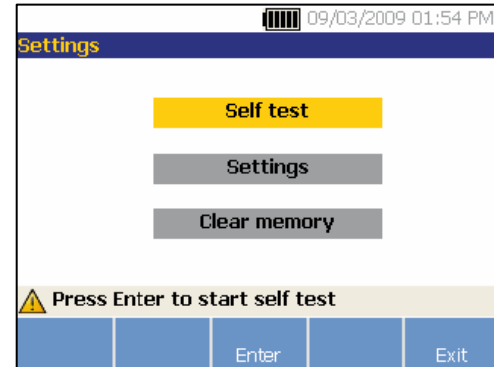 09/03/2009 01:54 PM
Settings
Self test
Settings
Clear memory
Press Enter to start self test
Enter Exit